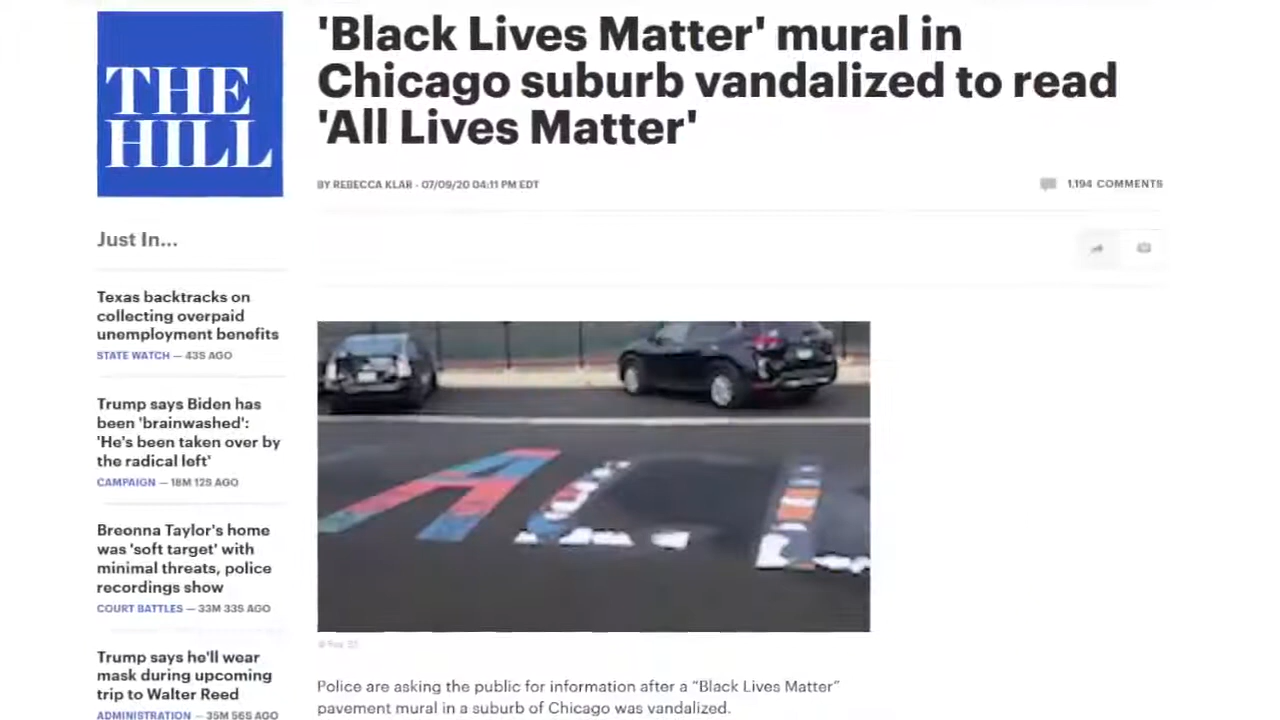 THE
HILL
'Black Lives Matter' mural in
Chicago suburb vandalized to read
'All Lives Matter'
BY REBECCA KLAR - 07/09/20 04:11 PM EDT
1,194 COMMENTS
Just In...
Texas backtracks on
collecting overpaid
unemployment benefits
STATE WATCH — 43S AGO
Trump says Biden has
been 'brainwashed':
'He's been taken over by
the radical left'
CAMPAIGN — 18M 12S AGO
Breonna Taylor's home
was 'soft target' with
minimal threats, police
recordings show
COURT BATTLES — 33M 33S AGO
Trump says he'll wear
mask during upcoming
trip to Walter Reed
ADMINISTRATION — 35M 56S AGO
ALL
Police are asking the public for information after a “Black Lives Matter”
pavement mural in a suburb of Chicago was vandalized.